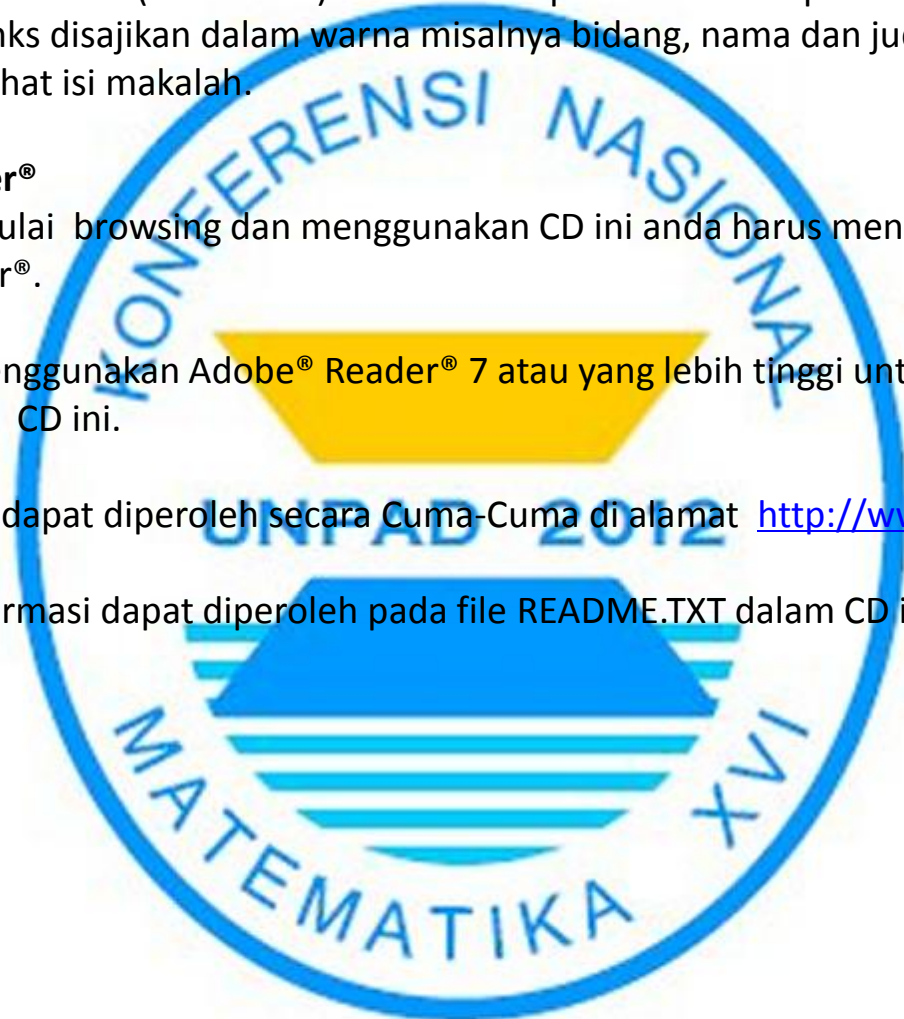 nks disajikan dalam warna misalnya bidang, nama dan ju
hat isi makalah.
er®
ulai browsing dan menggunakan CD ini anda harus men
r®.
enggunakan Adobe® Reader® 7 atau yang lebih tinggi unt
CD ini.
dapat diperoleh secara Cuma-Cuma di alamat http://ww
rmasi dapat diperoleh pada file README.TXT dalam CD i
KONFERENSI NASIONAL
UNPAD 2012
MATEMATIKA XVI